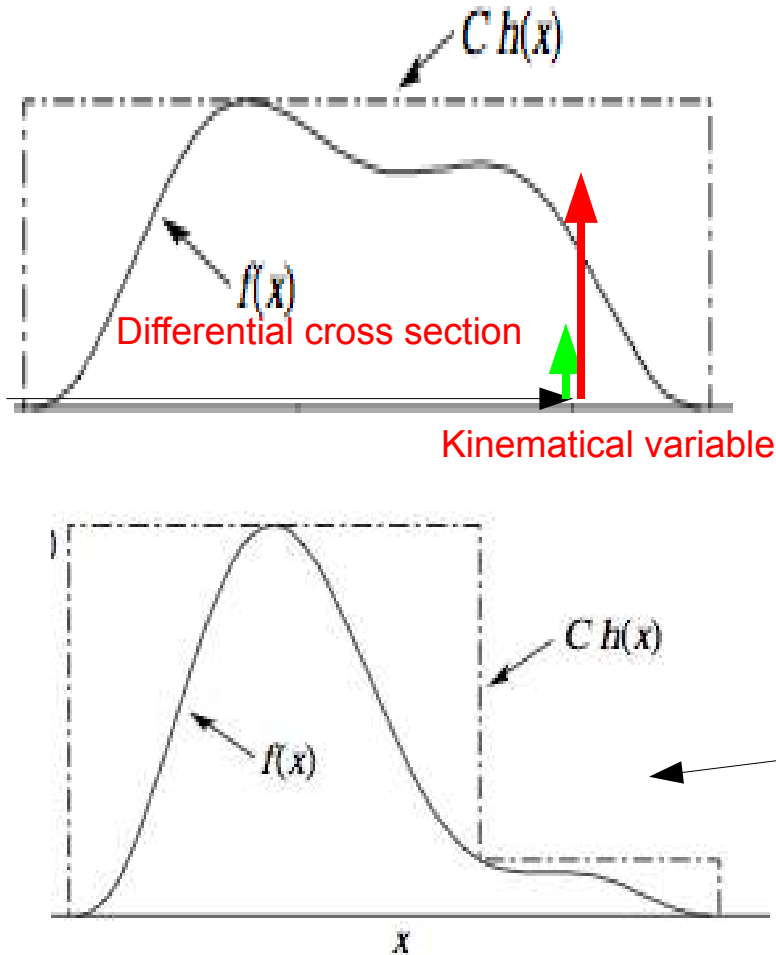 C h(x)
f(x)
Differential cross section
Kinematical variable
)
C h(x)
f(x)
x